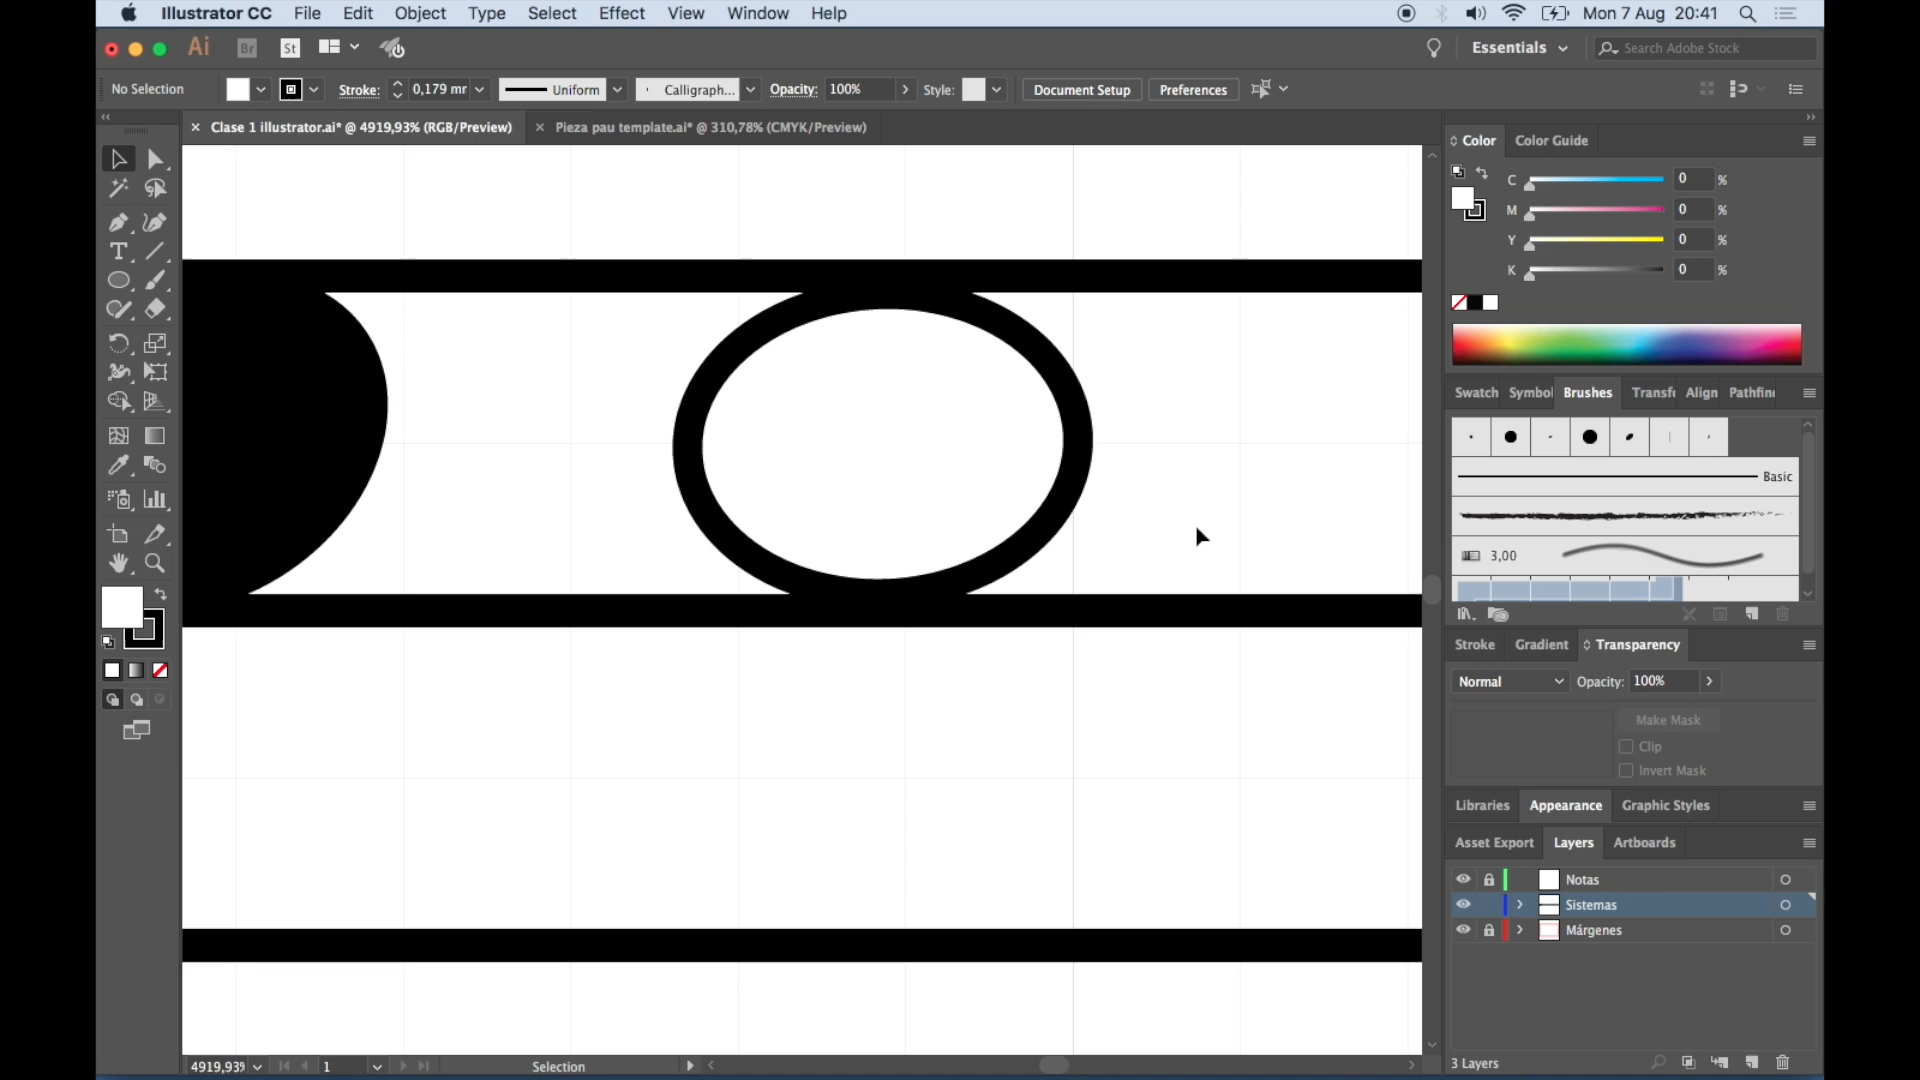 Illustrator CC File Edit Object Type Select Effect View Window Help Mon 7 Aug 20:41
Ai Br St Essentials Search Adobe Stock
No Selection Stroke: 0,179 mr Uniform Calligraph... Opacity: 100% Style: Document Setup Preferences
Clase 1 illustrator.ai* @ 4919,93% (RGB/Preview) Pieza pau template.ai* @ 310,78% (CMYK/Preview)
Color Color Guide
C 0 %
M 0 %
Y 0 %
K 0 %
Swatch Symbol Brushes Transf Align Pathfin
Basic
3,00
Stroke Gradient Transparency
Normal Opacity: 100%
Make Mask
Clip
Invert Mask
Libraries Appearance Graphic Styles
Asset Export Layers Artboards
Notas
Sistemas
Márgenes
3 Layers
4919,939 1 Selection